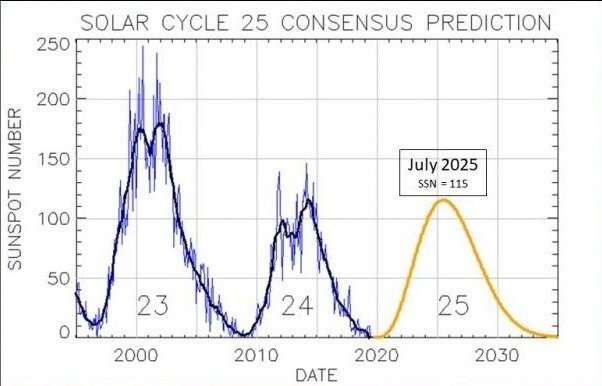 SOLAR CYCLE 25 CONSENSUS PREDICTION
250
200
150
100
50
0
SUNSPOT NUMBER
July 2025
SSN = 115
23
24
25
2000
2010
2020
2030
DATE